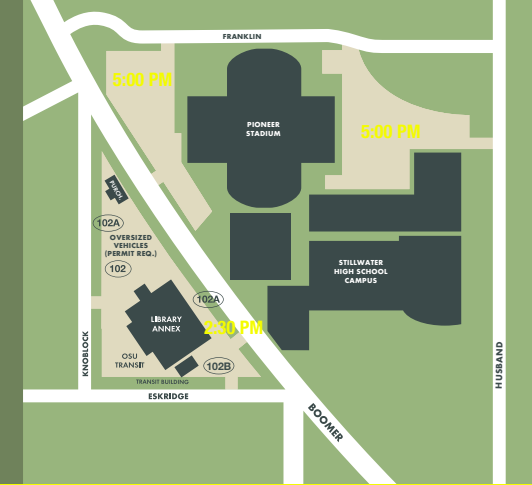 FRANKLIN
5:00 PM
PIONEER
STADIUM
5:00 PM
PURCH.
102A
OVERSIZED
VEHICLES
(PERMIT REQ.)
102
STILLWATER
HIGH SCHOOL
CAMPUS
102A
LIBRARY
ANNEX
2:30 PM
KNOBLOCK
OSU
TRANSIT
102B
HUSBAND
TRANSIT BUILDING
ESKRIDGE
BOOMER